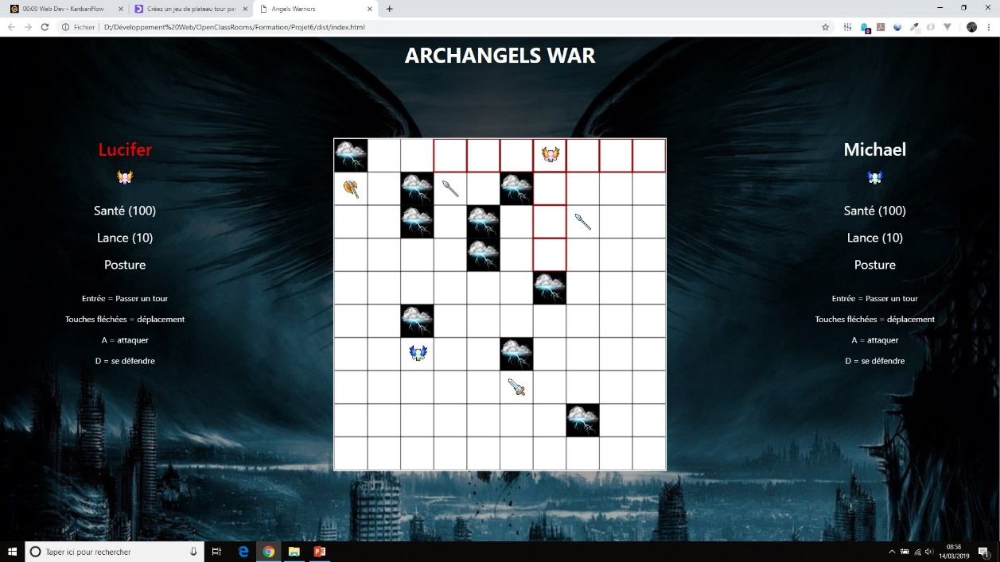 00:00 Web Dev - KanbanFlow
Créez un jeu de plateau tour par
Angels Warriors
Fichier
D:/Développement%20Web/OpenClassRooms/Formation/Projet6/dist/index.html
ARCHANGELS WAR
Lucifer
Santé (100)
Lance (10)
Posture
Entrée = Passer un tour
Touches fléchées = déplacement
A = attaquer
D = se défendre
Michael
Santé (100)
Lance (10)
Posture
Entrée = Passer un tour
Touches fléchées = déplacement
A = attaquer
D = se défendre
Taper ici pour rechercher
08:58
14/03/2019